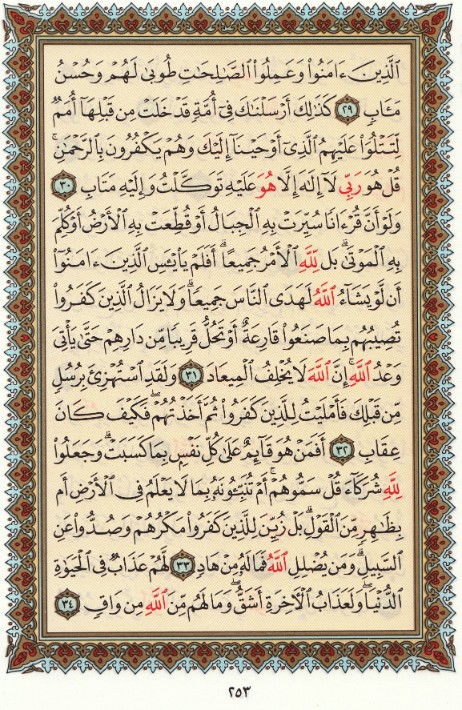 ٱلَّذِينَ ءَامَنُوا۟ وَعَمِلُوا۟ ٱلصَّـٰلِحَـٰتِ طُوبَىٰ لَهُمْ وَحُسْنُ
مَـَٔابٍ ٢٩ كَذَٰلِكَ أَرْسَلْنَـٰكَ فِىٓ أُمَّةٍ قَدْ خَلَتْ مِن قَبْلِهَآ أُمَمٌ
لِّتَتْلُوَا۟ عَلَيْهِمُ ٱلَّذِىٓ أَوْحَيْنَآ إِلَيْكَ وَهُمْ يَكْفُرُونَ بِٱلرَّحْمَـٰنِ ۚ
قُلْ هُوَ رَبِّى لَآ إِلَـٰهَ إِلَّا هُوَ عَلَيْهِ تَوَكَّلْتُ وَإِلَيْهِ مَتَابِ ٣٠
وَلَوْ أَنَّ قُرْءَانًا سُيِّرَتْ بِهِ ٱلْجِبَالُ أَوْ قُطِّعَتْ بِهِ ٱلْأَرْضُ أَوْ كُلِّمَ
بِهِ ٱلْمَوْتَىٰ ۗ بَل لِّلَّهِ ٱلْأَمْرُ جَمِيعًا ۗ أَفَلَمْ يَا۟يْـَٔسِ ٱلَّذِينَ ءَامَنُوٓا۟
أَن لَّوْ يَشَآءُ ٱللَّهُ لَهَدَى ٱلنَّاسَ جَمِيعًا ۗ وَلَا يَزَالُ ٱلَّذِينَ كَفَرُوا۟
تُصِيبُهُم بِمَا صَنَعُوا۟ قَارِعَةٌ أَوْ تَحُلُّ قَرِيبًا مِّن دَارِهِمْ حَتَّىٰ يَأْتِىَ
وَعْدُ ٱللَّهِ ۚ إِنَّ ٱللَّهَ لَا يُخْلِفُ ٱلْمِيعَادَ ٣١ وَلَقَدِ ٱسْتُهْزِئَ بِرُسُلٍ
مِّن قَبْلِكَ فَأَمْلَيْتُ لِلَّذِينَ كَفَرُوا۟ ثُمَّ أَخَذْتُهُمْ ۖ فَكَيْفَ كَانَ
عِقَابِ ٣٢ أَفَمَنْ هُوَ قَآئِمٌ عَلَىٰ كُلِّ نَفْسٍۭ بِمَا كَسَبَتْ ۗ وَجَعَلُوا۟
لِلَّهِ شُرَكَآءَ قُلْ سَمُّوهُمْ ۚ أَمْ تُنَبِّـُٔونَهُۥ بِمَا لَا يَعْلَمُ فِى ٱلْأَرْضِ أَم
بِظَـٰهِرٍ مِّنَ ٱلْقَوْلِ ۗ بَلْ زُيِّنَ لِلَّذِينَ كَفَرُوا۟ مَكْرُهُمْ وَصُدُّوا۟ عَنِ
ٱلسَّبِيلِ ۗ وَمَن يُضْلِلِ ٱللَّهُ فَمَا لَهُۥ مِنْ هَادٍ ٣٣ لَّهُمْ عَذَابٌ فِى ٱلْحَيَوٰةِ
ٱلدُّنْيَا ۖ وَلَعَذَابُ ٱلْـَٔاخِرَةِ أَشَقُّ ۖ وَمَا لَهُم مِّنَ ٱللَّهِ مِن وَاقٍ ٣٤
٢٥٣